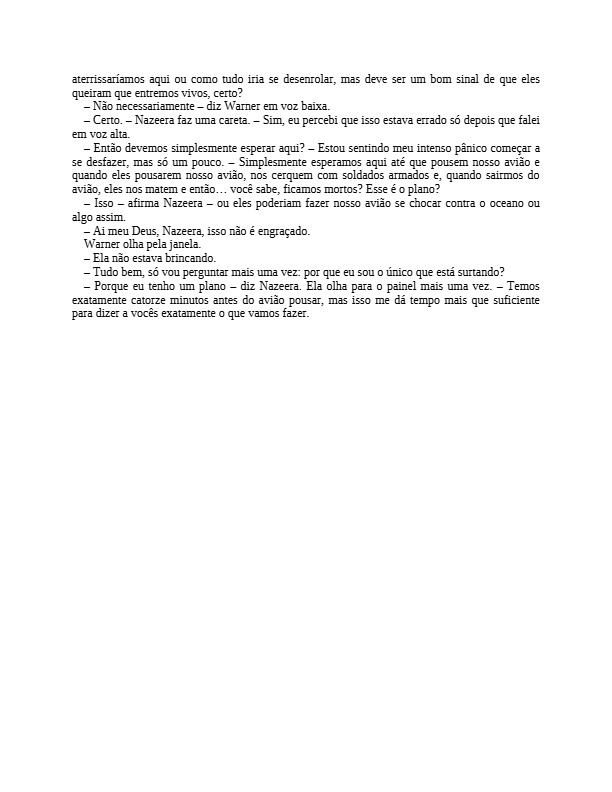 aterrissaríamos aqui ou como tudo iria se desenrolar, mas deve ser um bom sinal de que eles
queiram que entremos vivos, certo?
– Não necessariamente – diz Warner em voz baixa.
– Certo. – Nazeera faz uma careta. – Sim, eu percebi que isso estava errado só depois que falei
em voz alta.
– Então devemos simplesmente esperar aqui? – Estou sentindo meu intenso pânico começar a
se desfazer, mas só um pouco. – Simplesmente esperamos aqui até que pousem nosso avião e
quando eles pousarem nosso avião, nos cerquem com soldados armados e, quando sairmos do
avião, eles nos matem e então… você sabe, ficamos mortos? Esse é o plano?
– Isso – afirma Nazeera – ou eles poderiam fazer nosso avião se chocar contra o oceano ou
algo assim.
– Ai meu Deus, Nazeera, isso não é engraçado.
Warner olha pela janela.
– Ela não estava brincando.
– Tudo bem, só vou perguntar mais uma vez: por que eu sou o único que está surtando?
– Porque eu tenho um plano – diz Nazeera. Ela olha para o painel mais uma vez. – Temos
exatamente catorze minutos antes do avião pousar, mas isso me dá tempo mais que suficiente
para dizer a vocês exatamente o que vamos fazer.